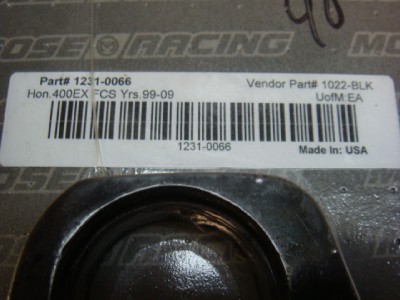 40
MOOSE RACING
Part# 1231-0066 Vendor Part# 1022-BLK
Hon,400EX FCS Yrs,99-09 UofM:EA
1231-0066 Made In: USA